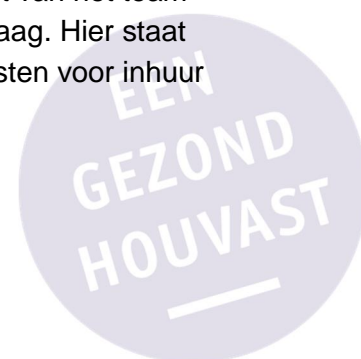 van het team
aag. Hier staat
sten voor inhuur
EEN
GEZOND
HOUVAST